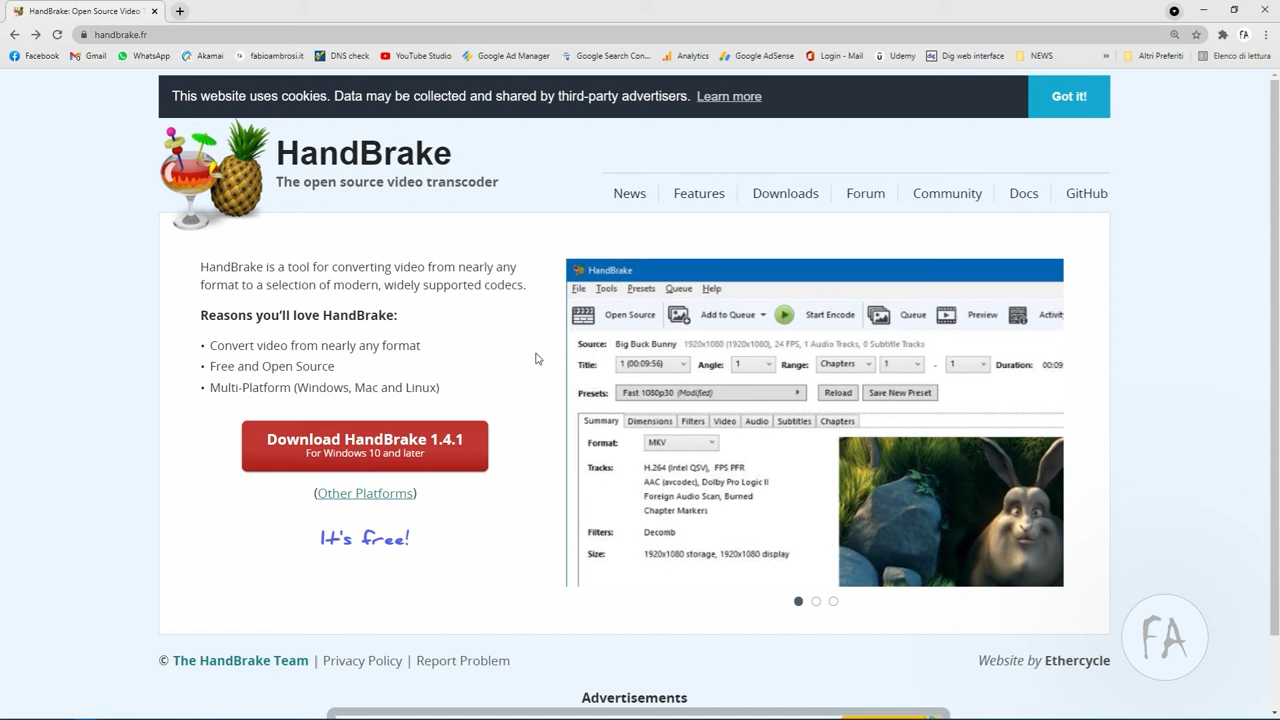 HandBrake: Open Source Video T
handbrake.fr
Facebook
Gmail
WhatsApp
Akamai
fabioambrosi.it
DNS check
YouTube Studio
Google Ad Manager
Google Search Con...
Analytics
Google AdSense
Login - Mail
Udemy
Dig web interface
NEWS
»
Altri Preferiti
Elenco di lettura
This website uses cookies. Data may be collected and shared by third-party advertisers. Learn more
Got it!
HandBrake
The open source video transcoder
News
Features
Downloads
Forum
Community
Docs
GitHub
HandBrake is a tool for converting video from nearly any
format to a selection of modern, widely supported codecs.
Reasons you'll love HandBrake:
• Convert video from nearly any format
• Free and Open Source
• Multi-Platform (Windows, Mac and Linux)
Download HandBrake 1.4.1
For Windows 10 and later
(Other Platforms)
It's free!
HandBrake
File Tools Presets Queue Help
Open Source Add to Queue Start Encode Queue Preview Activit
Source: Big Buck Bunny 1920x1080 (1920x1080), 24 FPS, 1 Audio Tracks, 0 Subtitle Tracks
Title: 1 (00:09:56) Angle: 1 Range: Chapters 1 - 1 Duration: 00:09
Presets: Fast 1080p30 (Modified) Reload Save New Preset
Summary Dimensions Filters Video Audio Subtitles Chapters
Format: MKV
Tracks: H.264 (Intel QSV), FPS PFR
AAC (avcodec), Dolby Pro Logic II
Foreign Audio Scan, Burned
Chapter Markers
Filters: Decomb
Size: 1920x1080 storage, 1920x1080 display
FA
© The HandBrake Team | Privacy Policy | Report Problem
Website by Ethercycle
Advertisements